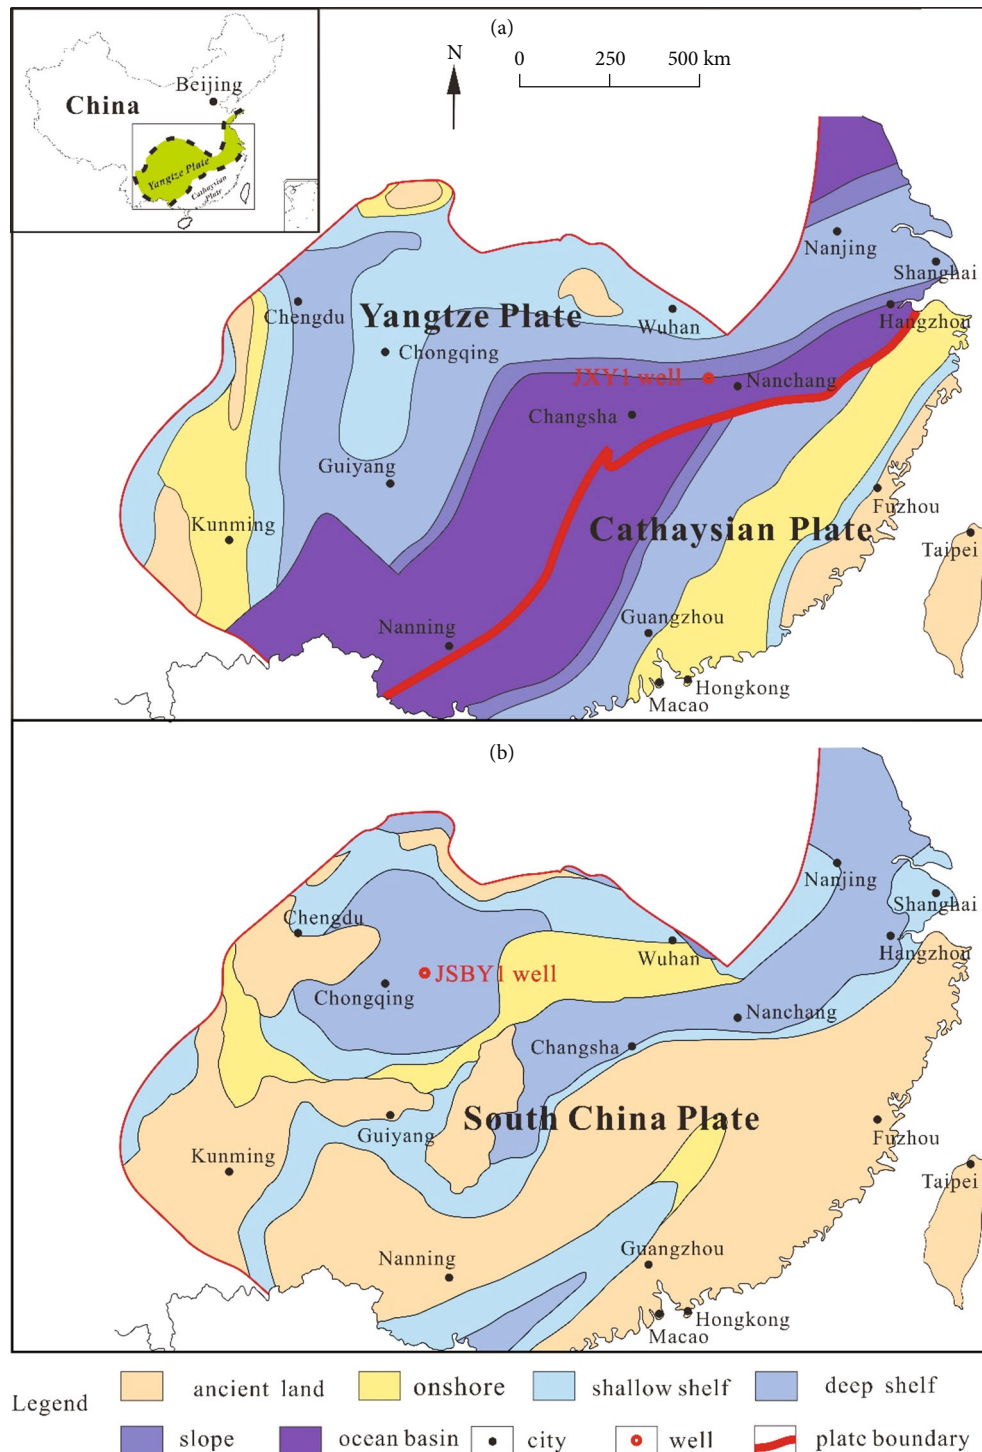 (a)
N
0 250 500 km
Beijing
China
Yangtze Plate
Cathaysian
Plate
Nanjing
Shanghai
Chengdu
Yangtze Plate
Wuhan
Hangzhou
Chongqing
JXY1 well
Nanchang
Changsha
Guiyang
Fuzhou
Kunming
Cathaysian Plate
Taipei
Guangzhou
Nanning
Hongkong
Macao
(b)
Nanjing
Shanghai
Chengdu
Hangzhou
Wuhan
JSBY1 well
Chongqing
Nanchang
Changsha
South China Plate
Guiyang
Fuzhou
Kunming
Taipei
Guangzhou
Nanning
Hongkong
Macao
Legend
ancient land onshore shallow shelf deep shelf
slope ocean basin city well plate boundary